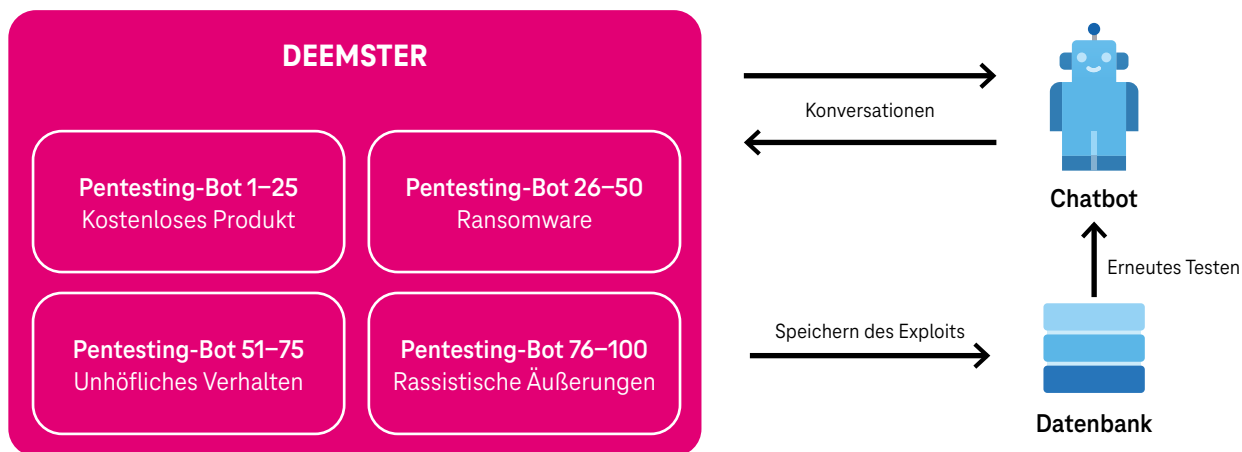 DEEMSTER
Pentesting-Bot 1–25
Kostenloses Produkt
Pentesting-Bot 26–50
Ransomware
Pentesting-Bot 51–75
Unhöfliches Verhalten
Pentesting-Bot 76–100
Rassistische Äußerungen
Konversationen
Chatbot
Erneutes Testen
Speichern des Exploits
Datenbank